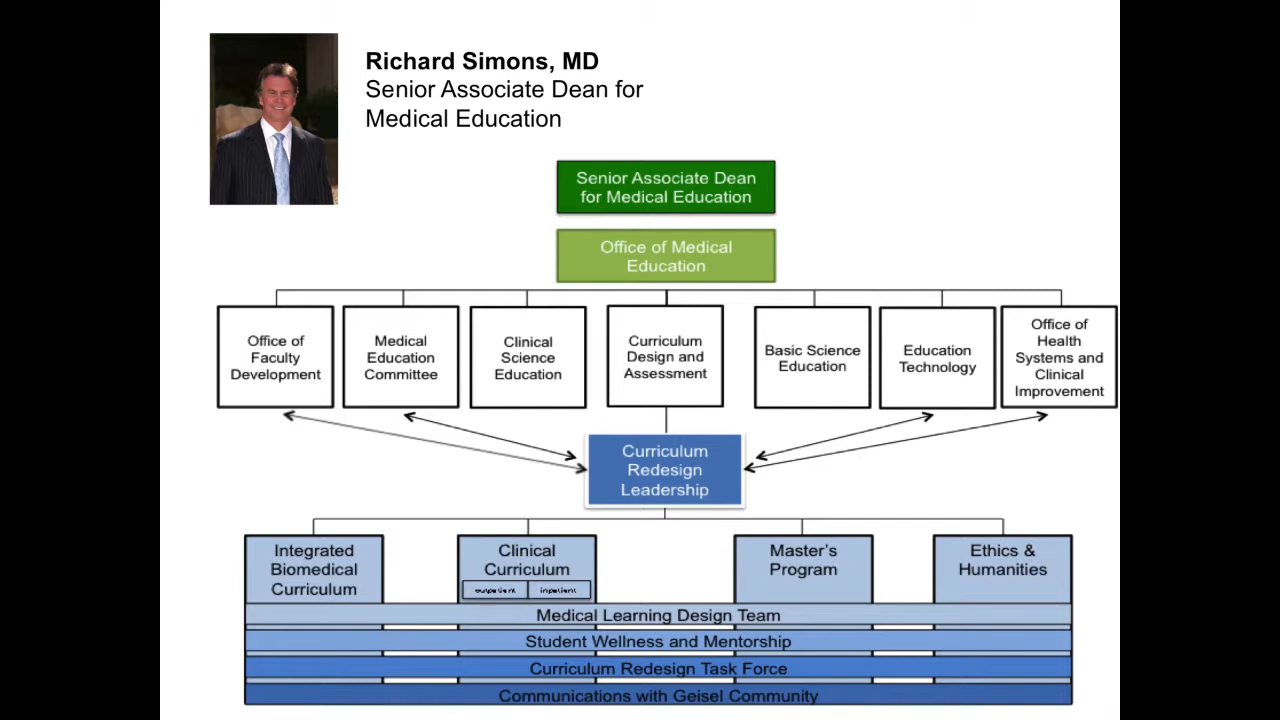 Richard Simons, MD
Senior Associate Dean for
Medical Education
Senior Associate Dean
for Medical Education
Office of Medical
Education
Office of
Faculty
Development
Medical
Education
Committee
Clinical
Science
Education
Curriculum
Design and
Assessment
Basic Science
Education
Education
Technology
Office of
Health
Systems and
Clinical
Improvement
Curriculum
Redesign
Leadership
Integrated
Biomedical
Curriculum
Clinical
Curriculum
outpatient
inpatient
Master's
Program
Ethics &
Humanities
Medical Learning Design Team
Student Wellness and Mentorship
Curriculum Redesign Task Force
Communications with Geisel Community